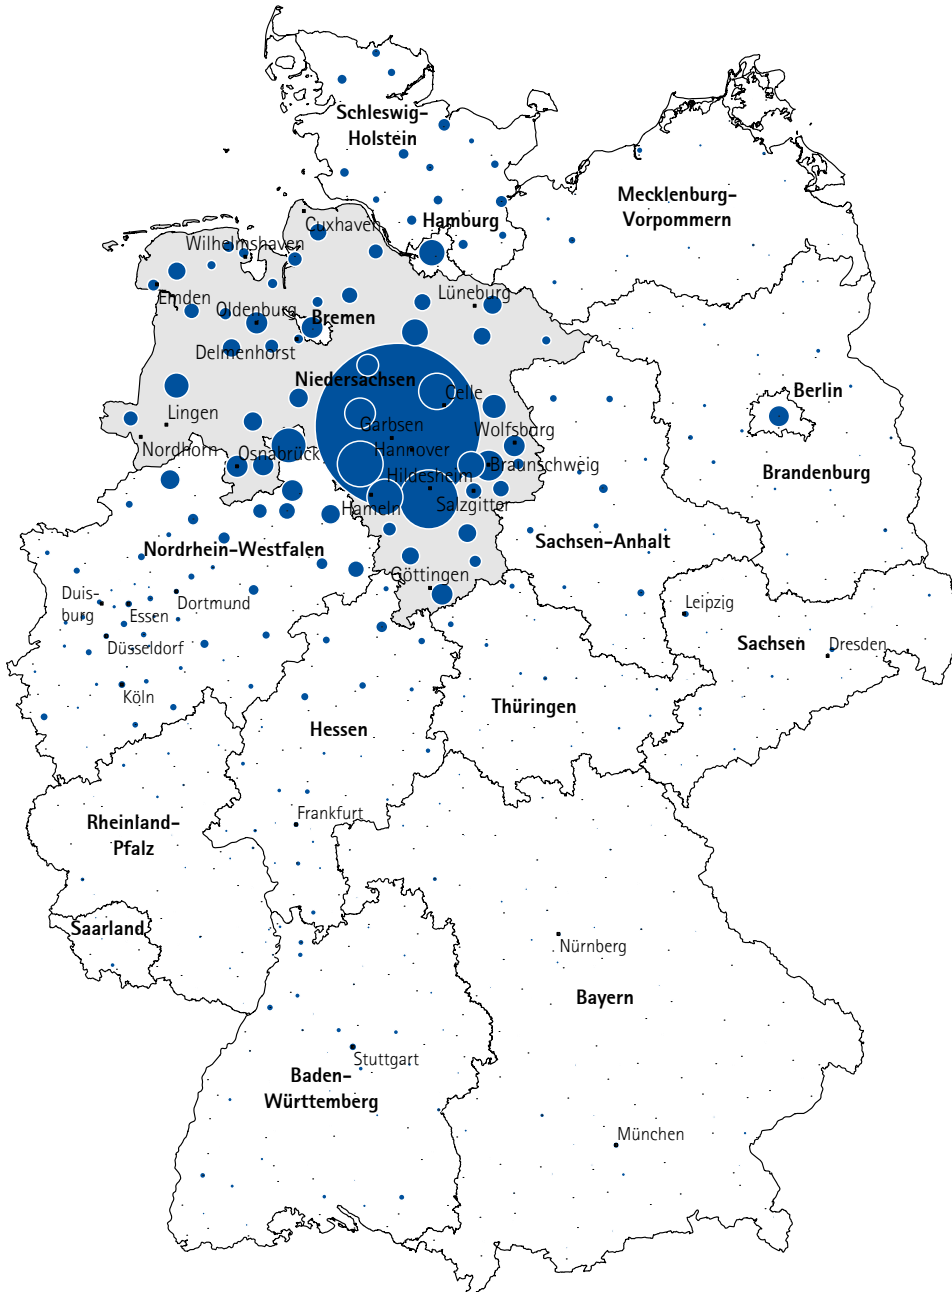 Schleswig-
Holstein
Mecklenburg-
Vorpommern
Hamburg
Cuxhaven
Wilhelmshaven
Emden
Lüneburg
Oldenburg
Bremen
Delmenhorst
Niedersachsen
Celle
Berlin
Lingen
Garbsen
Wolfsburg
Nordhorn
Osnabrück
Hannover
Braunschweig
Brandenburg
Hildesheim
Hameln
Salzgitter
Sachsen-Anhalt
Nordrhein-Westfalen
Göttingen
Duis-
burg
Essen
Dortmund
Leipzig
Düsseldorf
Sachsen
Dresden
Köln
Thüringen
Hessen
Frankfurt
Rheinland-
Pfalz
Saarland
Nürnberg
Bayern
Stuttgart
Baden-
Württemberg
München